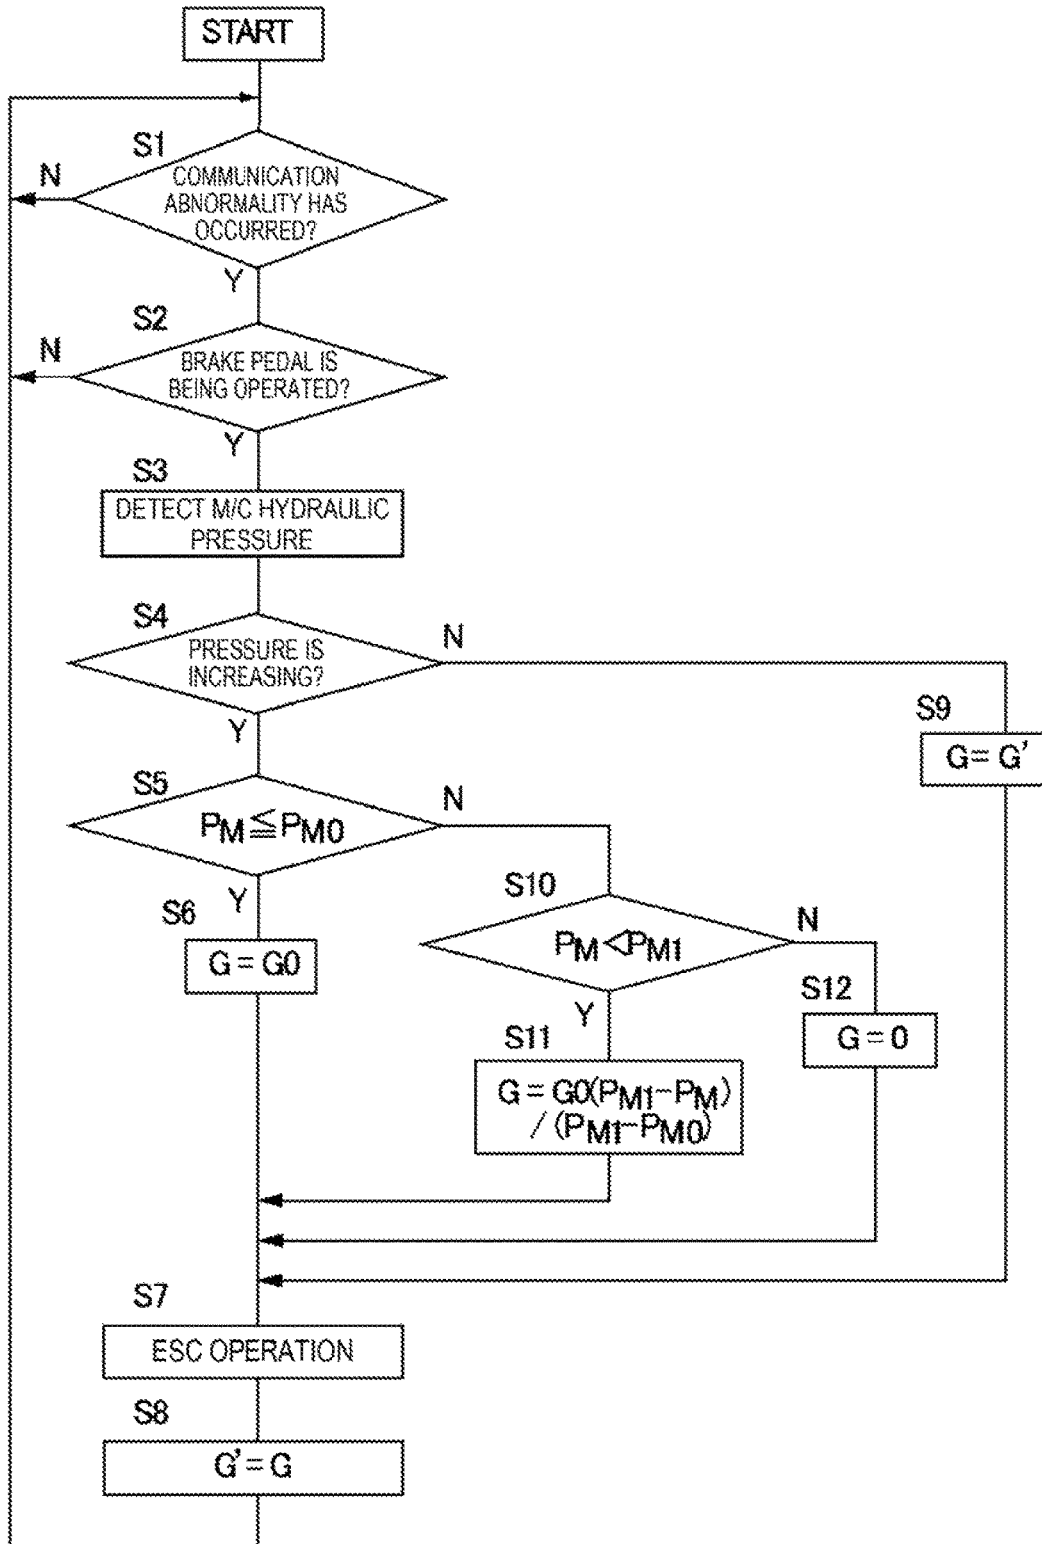 START
S1
N
COMMUNICATION
ABNORMALITY HAS
OCCURRED?
Y
S2
N
BRAKE PEDAL IS
BEING OPERATED?
Y
S3
DETECT M/C HYDRAULIC
PRESSURE
S4
N
PRESSURE IS
INCREASING?
Y
S9
G= G'
S5
N
PM≦PM0
Y
S6
G = G0
S10
N
PM<PM1
Y
S12
G = 0
S11
G = G0(PM1-PM)
/ (PM1-PM0)
S7
ESC OPERATION
S8
G' = G